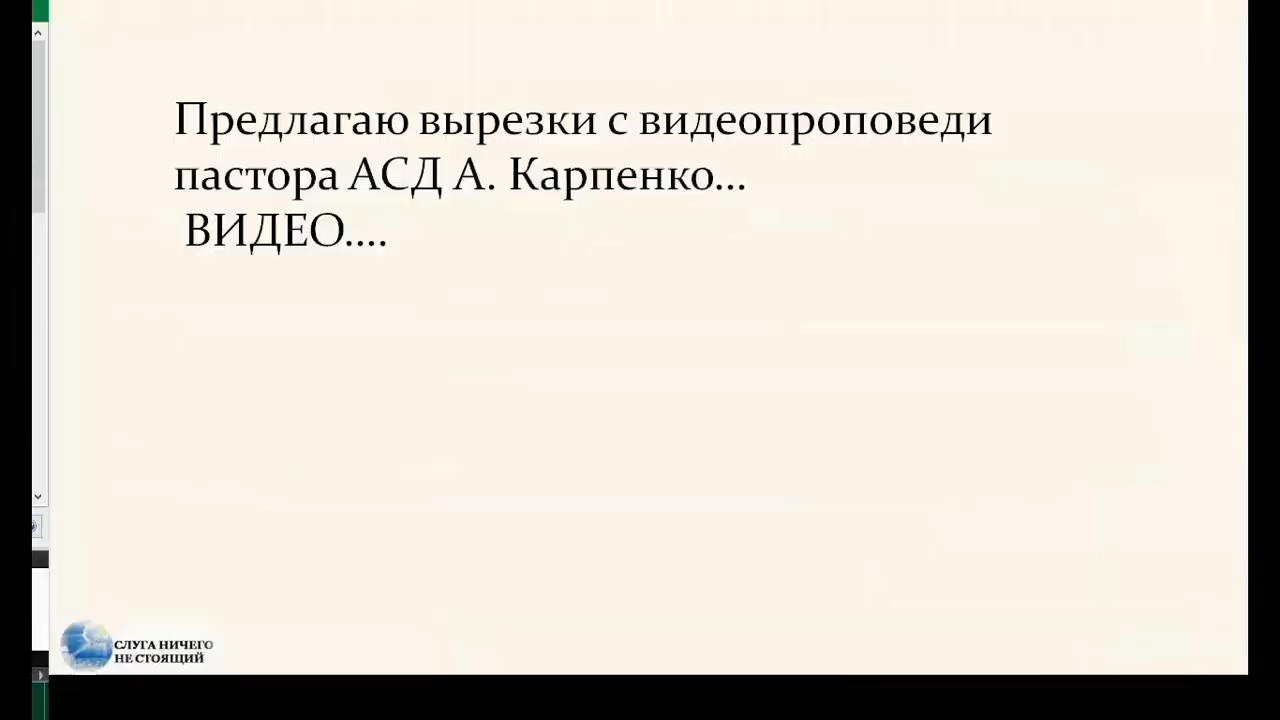 Предлагаю вырезки с видеопроповеди
пастора АСД А. Карпенко...
ВИДЕО....
СЛУГА НИЧЕГО
НЕ СТОЯЩИЙ